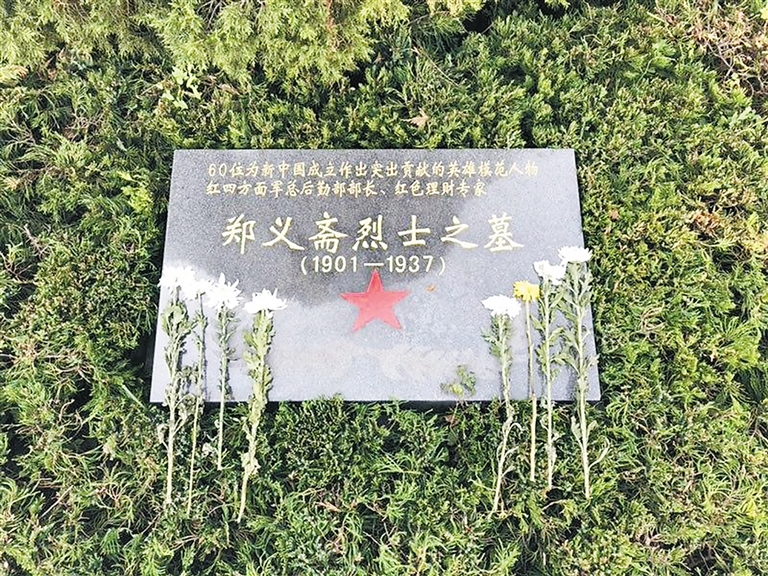 60位为新中国成立作出突出贡献的英雄模范人物
红四方面军总后勤部部长、红色理财专家
郑义斋烈士之墓
(1901—1937)